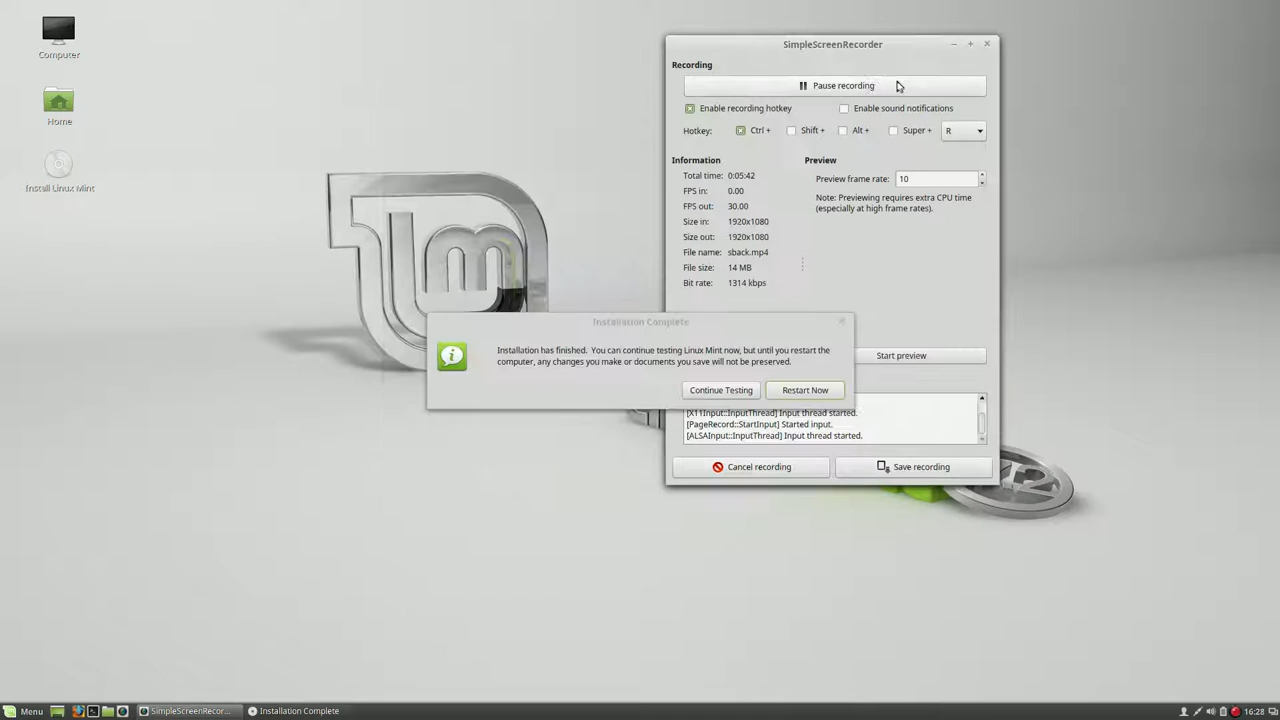 Computer
Home
Install Linux Mint
SimpleScreenRecorder
Recording
Pause recording
Enable recording hotkey
Enable sound notifications
Hotkey: Ctrl + Shift + Alt + Super + R
Information
Total time: 0:05:42
FPS in: 0.00
FPS out: 30.00
Size in: 1920x1080
Size out: 1920x1080
File name: sback.mp4
File size: 14 MB
Bit rate: 1314 kbps
Preview
Preview frame rate: 10
Note: Previewing requires extra CPU time
(especially at high frame rates).
Start preview
Installation Complete
Installation has finished. You can continue testing Linux Mint now, but until you restart the
computer, any changes you make or documents you save will not be preserved.
Continue Testing
Restart Now
[X11Input::InputThread] Input thread started.
[PageRecord::StartInput] Started input.
[ALSAInput::InputThread] Input thread started.
Cancel recording
Save recording
Menu
SimpleScreenRecor...
Installation Complete
16:28